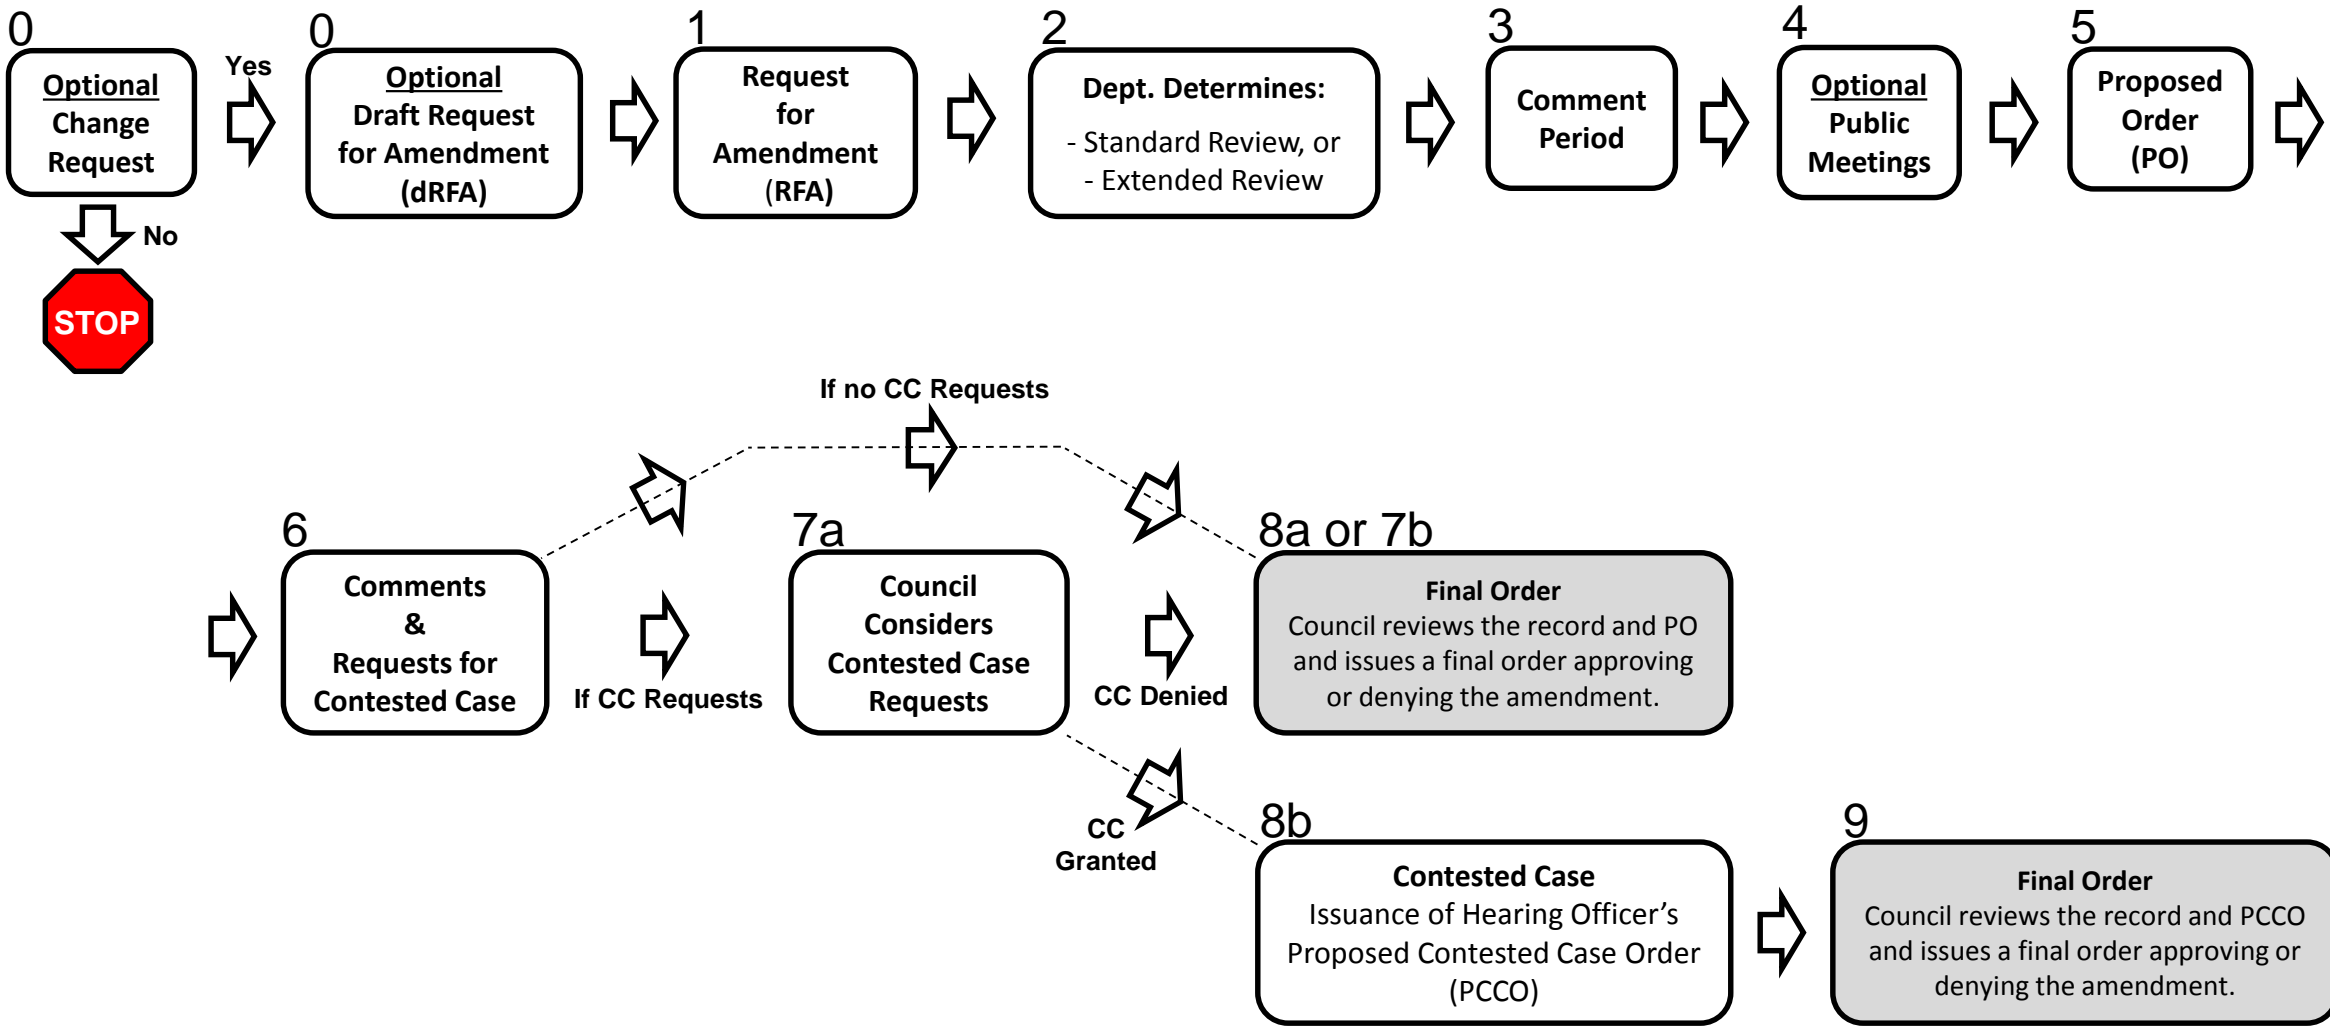 0
Optional
Change
Request
Yes
No
STOP
0
Optional
Draft Request
for Amendment
(dRFA)
1
Request
for
Amendment
(RFA)
2
Dept. Determines:
- Standard Review, or
- Extended Review
3
Comment
Period
4
Optional
Public
Meetings
5
Proposed
Order
(PO)
If no CC Requests
6
Comments
&
Requests for
Contested Case
If CC Requests
7a
Council
Considers
Contested Case
Requests
CC Denied
8a or 7b
Final Order
Council reviews the record and PO
and issues a final order approving
or denying the amendment.
CC
Granted
8b
Contested Case
Issuance of Hearing Officer’s
Proposed Contested Case Order
(PCCO)
9
Final Order
Council reviews the record and PCCO
and issues a final order approving or
denying the amendment.